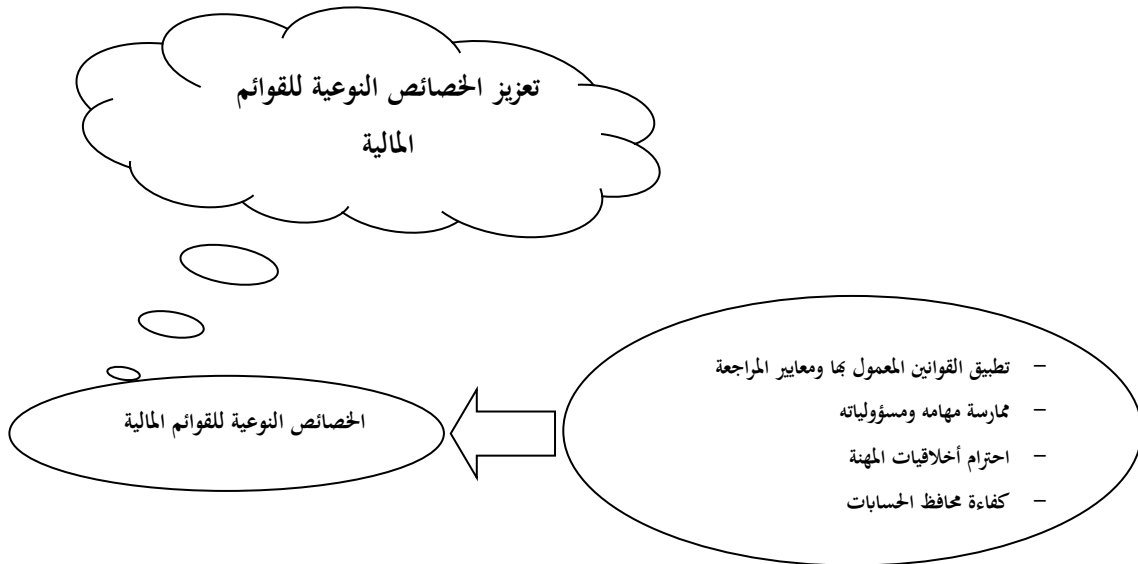 تعزيز الخصائص النوعية للقوائم
المالية
– تطبيق القوانين المعمول بها ومعايير المراجعة
– ممارسة مهامه ومسؤولياته
– احترام أخلاقيات المهنة
– كفاءة محافظ الحسابات
الخصائص النوعية للقوائم المالية